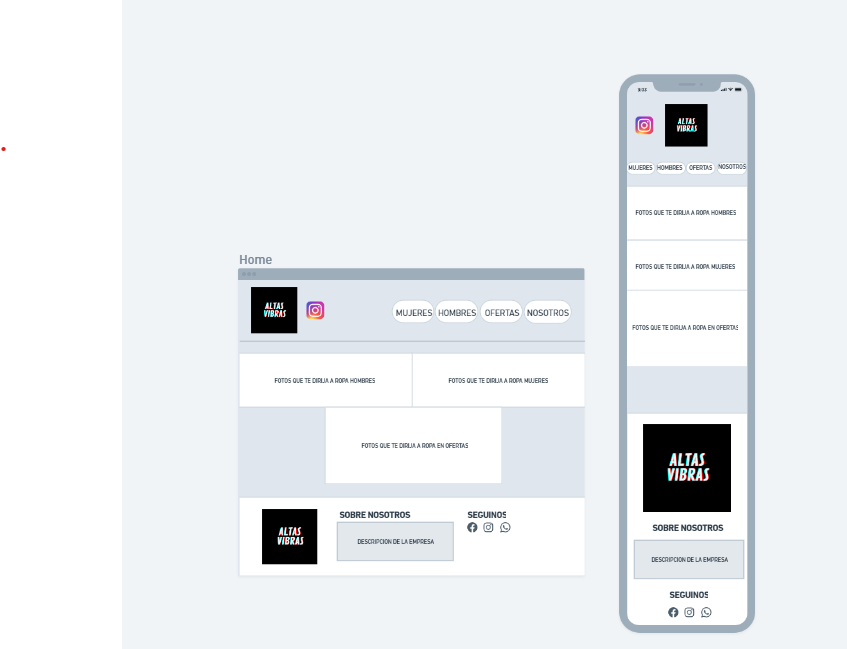 Home
ALTAS
VIBRAS
MUJERES HOMBRES OFERTAS NOSOTROS
FOTOS QUE TE DIRIJA A ROPA HOMBRES
FOTOS QUE TE DIRIJA A ROPA MUJERES
FOTOS QUE TE DIRIJA A ROPA EN OFERTAS
ALTAS
VIBRAS
SOBRE NOSOTROS
DESCRIPCION DE LA EMPRESA
SEGUINOS
ALTAS
VIBRAS
MUJERES HOMBRES OFERTAS NOSOTROS
FOTOS QUE TE DIRIJA A ROPA HOMBRES
FOTOS QUE TE DIRIJA A ROPA MUJERES
FOTOS QUE TE DIRIJA A ROPA EN OFERTAS
ALTAS
VIBRAS
SOBRE NOSOTROS
DESCRIPCION DE LA EMPRESA
SEGUINOS